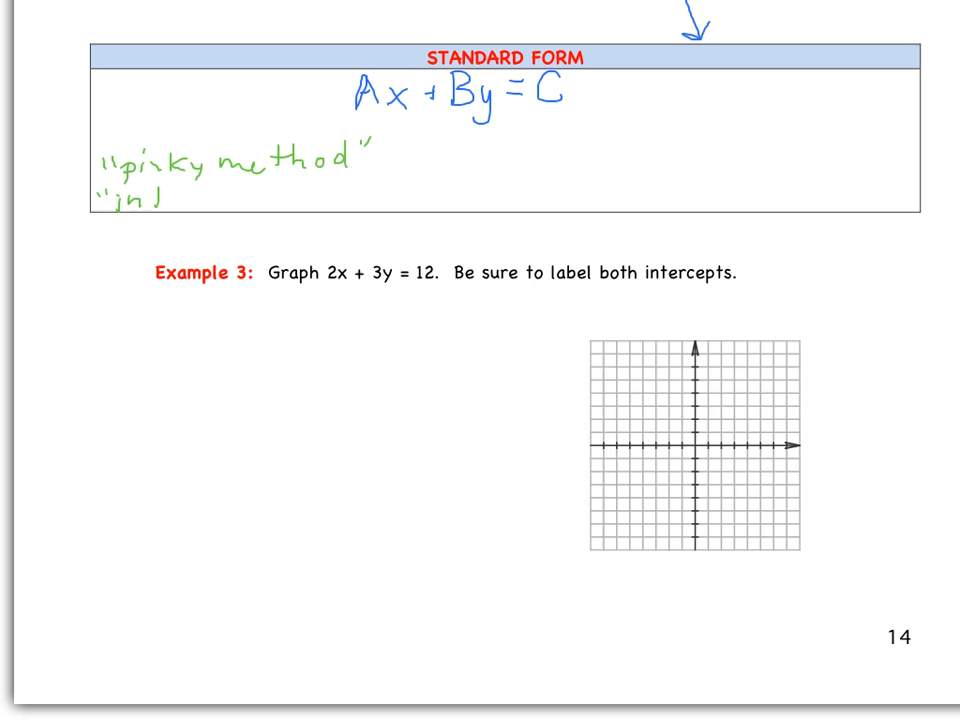 STANDARD FORM
Ax + By = C
"pinky method"
"in
Example 3: Graph 2x + 3y = 12. Be sure to label both intercepts.
14